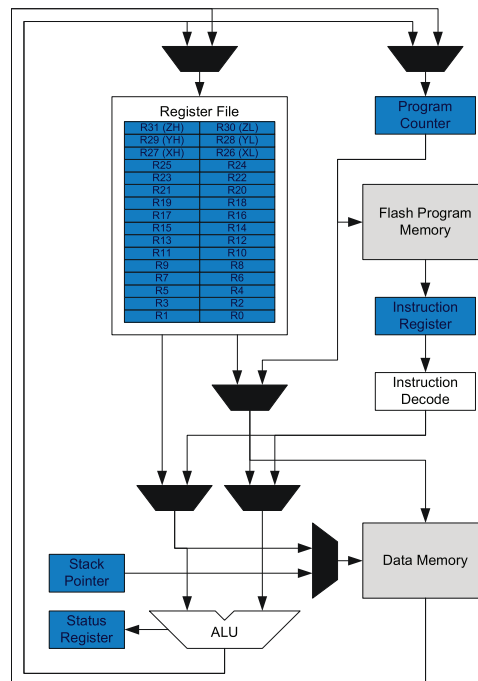 Register File
R31 (ZH) R30 (ZL)
R29 (YH) R28 (YL)
R27 (XH) R26 (XL)
R25 R24
R23 R22
R21 R20
R19 R18
R17 R16
R15 R14
R13 R12
R11 R10
R9 R8
R7 R6
R5 R4
R3 R2
R1 R0
Program
Counter
Flash Program
Memory
Instruction
Register
Instruction
Decode
Data Memory
Stack
Pointer
Status
Register
ALU